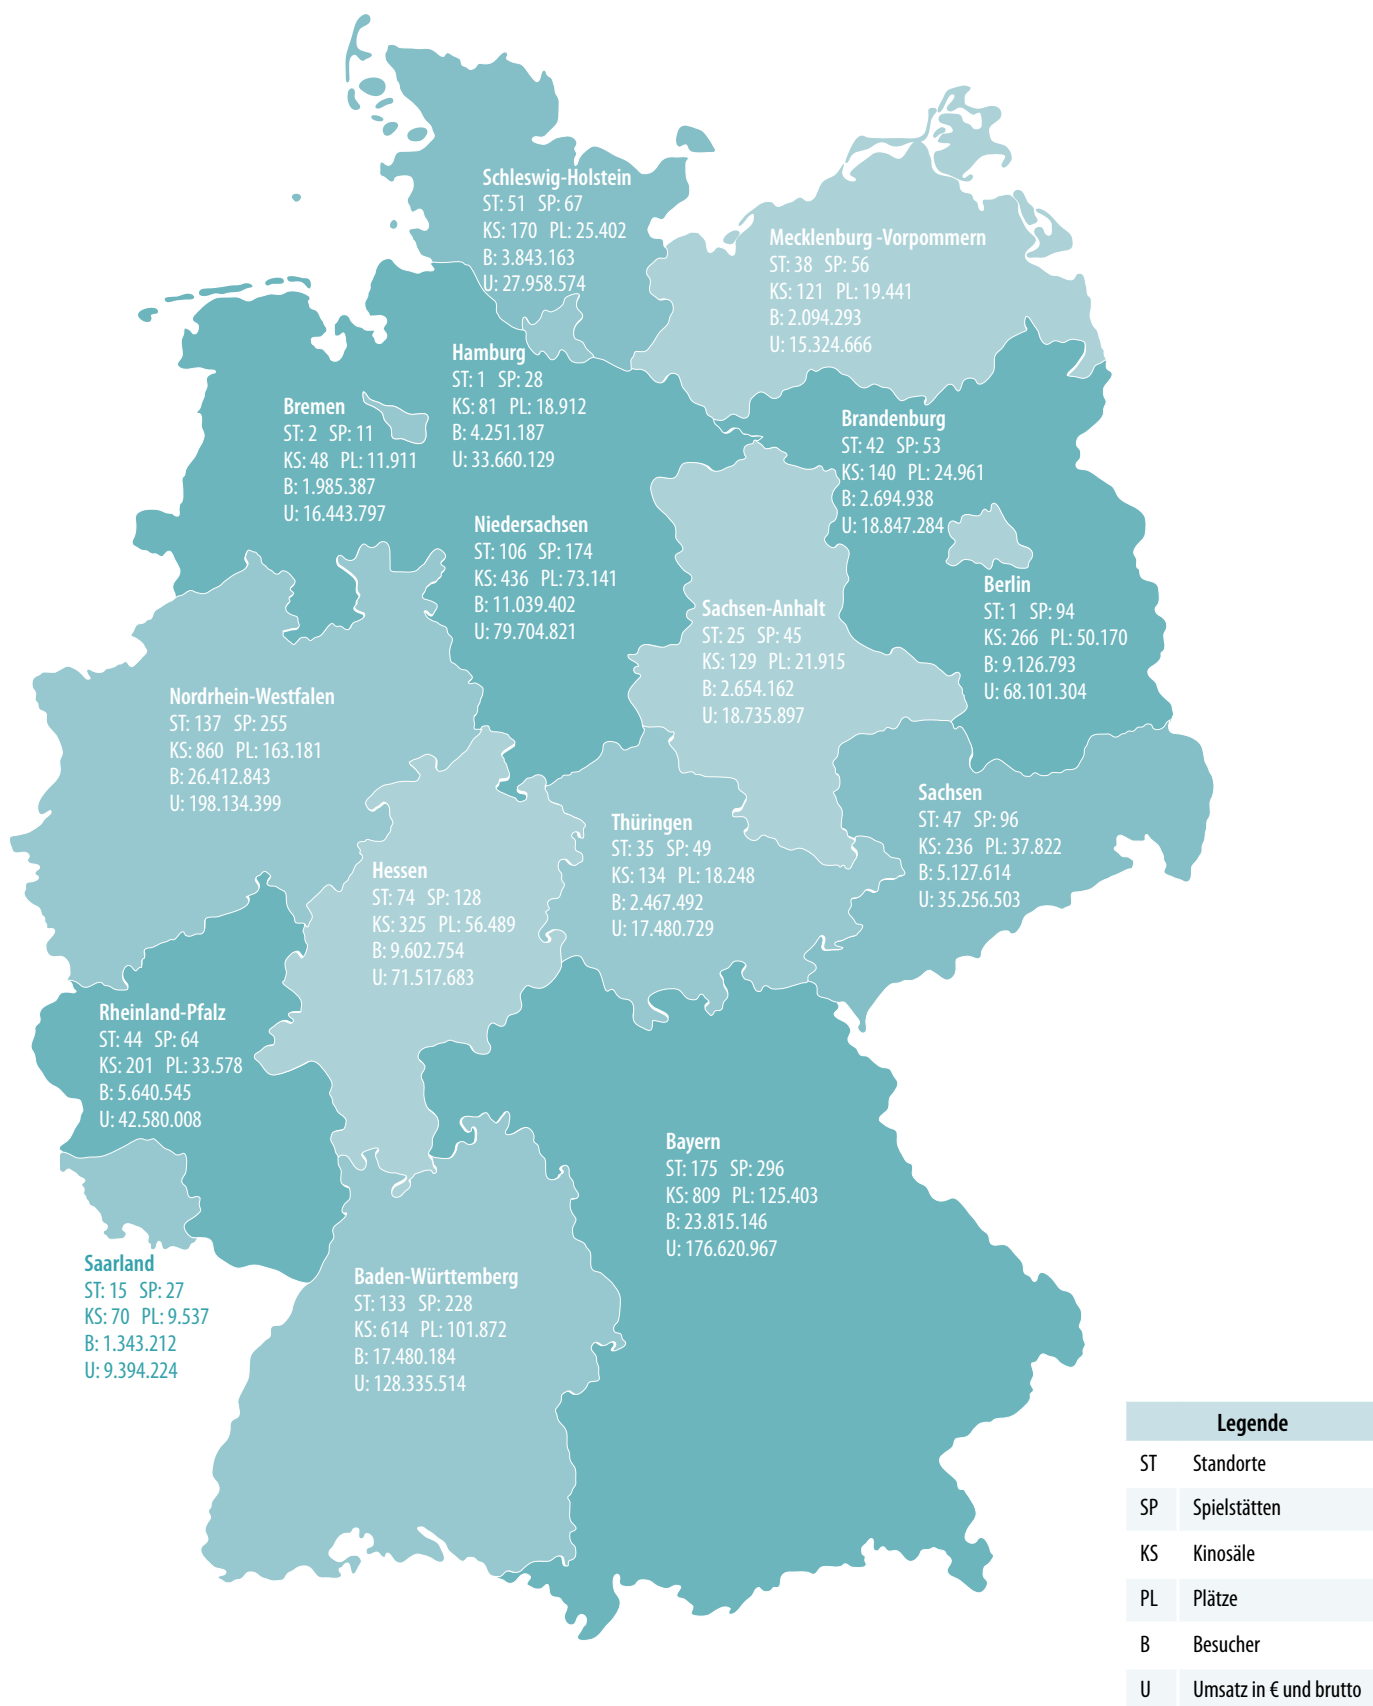 Schleswig-Holstein
ST: 51 SP: 67
KS: 170 PL: 25.402
B: 3.843.163
U: 27.958.574
Mecklenburg -Vorpommern
ST: 38 SP: 56
KS: 121 PL: 19.441
B: 2.094.293
U: 15.324.666
Hamburg
ST: 1 SP: 28
KS: 81 PL: 18.912
B: 4.251.187
U: 33.660.129
Bremen
ST: 2 SP: 11
KS: 48 PL: 11.911
B: 1.985.387
U: 16.443.797
Brandenburg
ST: 42 SP: 53
KS: 140 PL: 24.961
B: 2.694.938
U: 18.847.284
Niedersachsen
ST: 106 SP: 174
KS: 436 PL: 73.141
B: 11.039.402
U: 79.704.821
Berlin
ST: 1 SP: 94
KS: 266 PL: 50.170
B: 9.126.793
U: 68.101.304
Sachsen-Anhalt
ST: 25 SP: 45
KS: 129 PL: 21.915
B: 2.654.162
U: 18.735.897
Nordrhein-Westfalen
ST: 137 SP: 255
KS: 860 PL: 163.181
B: 26.412.843
U: 198.134.399
Sachsen
ST: 47 SP: 96
KS: 236 PL: 37.822
B: 5.127.614
U: 35.256.503
Thüringen
ST: 35 SP: 49
KS: 134 PL: 18.248
B: 2.467.492
U: 17.480.729
Hessen
ST: 74 SP: 128
KS: 325 PL: 56.489
B: 9.602.754
U: 71.517.683
Rheinland-Pfalz
ST: 44 SP: 64
KS: 201 PL: 33.578
B: 5.640.545
U: 42.580.008
Bayern
ST: 175 SP: 296
KS: 809 PL: 125.403
B: 23.815.146
U: 176.620.967
Saarland
ST: 15 SP: 27
KS: 70 PL: 9.537
B: 1.343.212
U: 9.394.224
Baden-Württemberg
ST: 133 SP: 228
KS: 614 PL: 101.872
B: 17.480.184
U: 128.335.514
Legende
ST Standorte
SP Spielstätten
KS Kinosäle
PL Plätze
B Besucher
U Umsatz in € und brutto